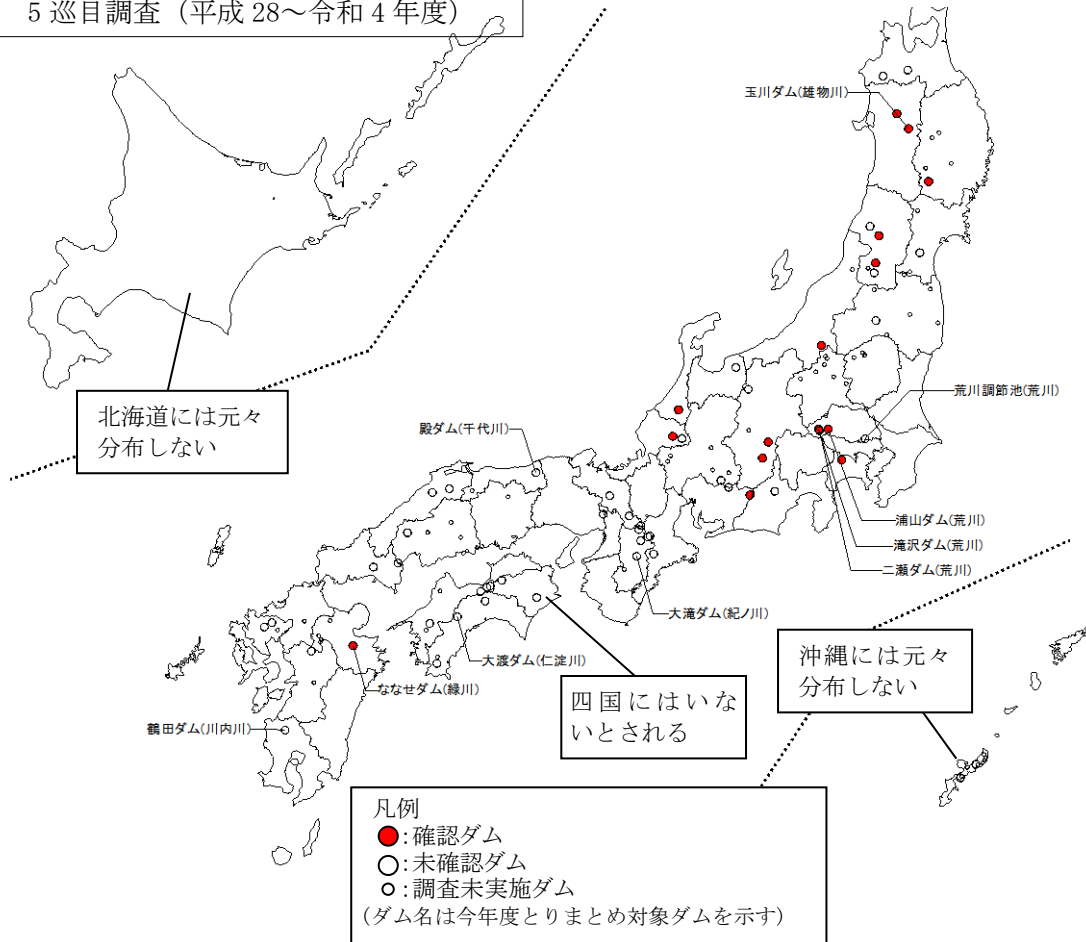 5 巡目調査（平成 28～令和 4 年度）
玉川ダム(雄物川)
北海道には元々
分布しない
荒川調節池(荒川)
殿ダム(千代川)
浦山ダム(荒川)
滝沢ダム(荒川)
二瀬ダム(荒川)
大滝ダム(紀ノ川)
沖縄には元々
分布しない
大渡ダム(仁淀川)
ななせダム(緑川)
四国にはいな
いとされる
鶴田ダム(川内川)
凡例
:確認ダム
:未確認ダム
:調査未実施ダム
(ダム名は今年度とりまとめ対象ダムを示す)